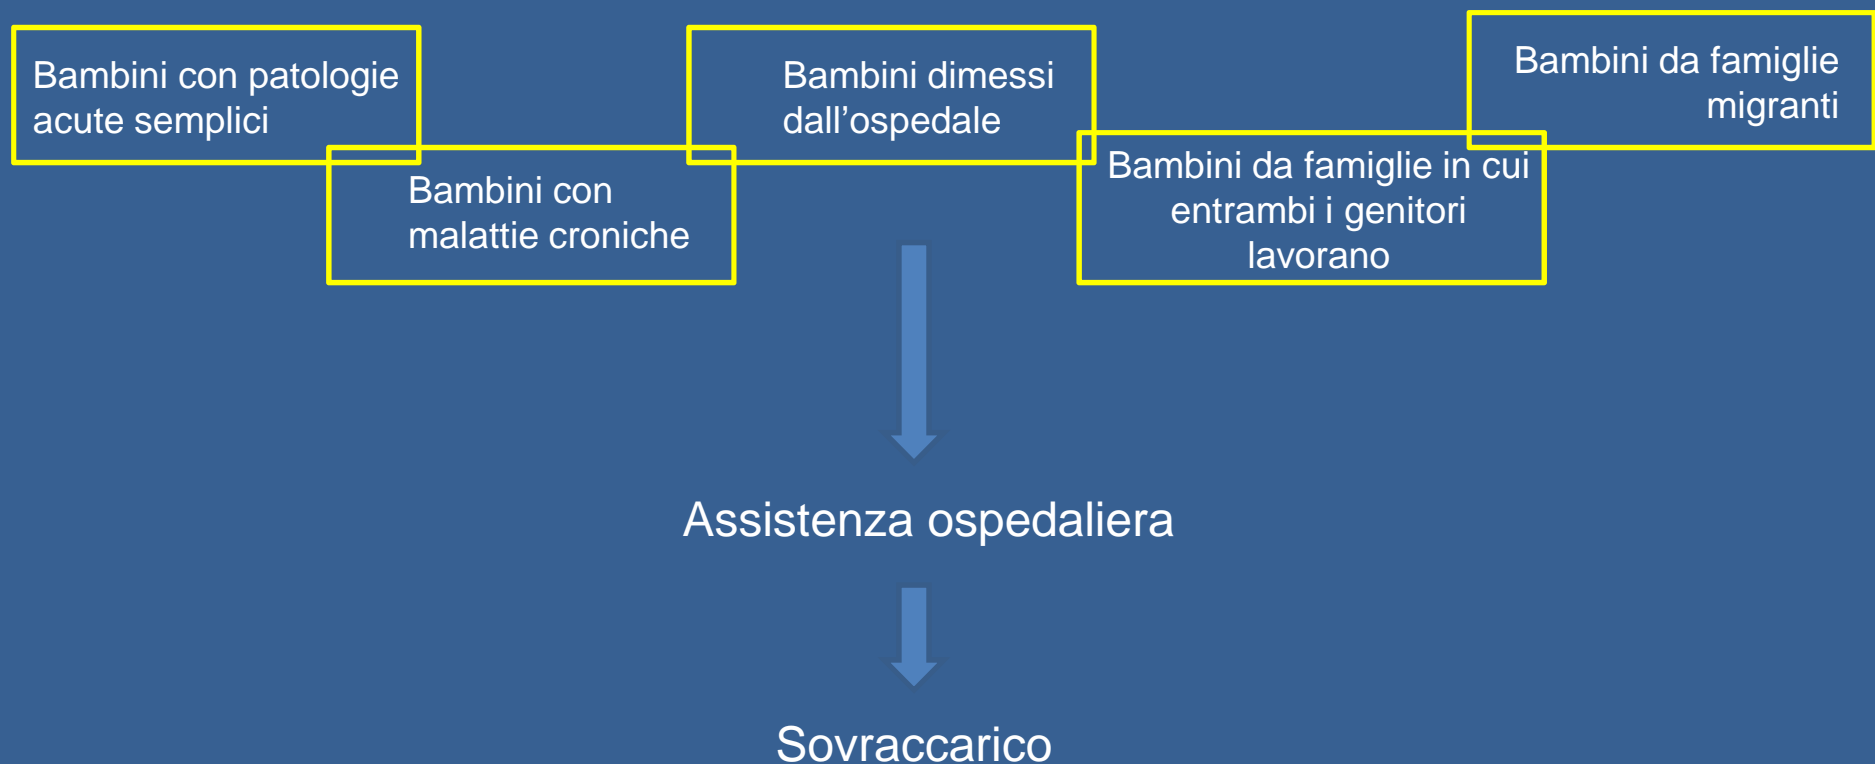 Bambini con patologie
acute semplici
Bambini con
malattie croniche
Bambini dimessi
dall’ospedale
Bambini da famiglie in cui
entrambi i genitori
lavorano
Bambini da famiglie
migranti
Assistenza ospedaliera
Sovraccarico